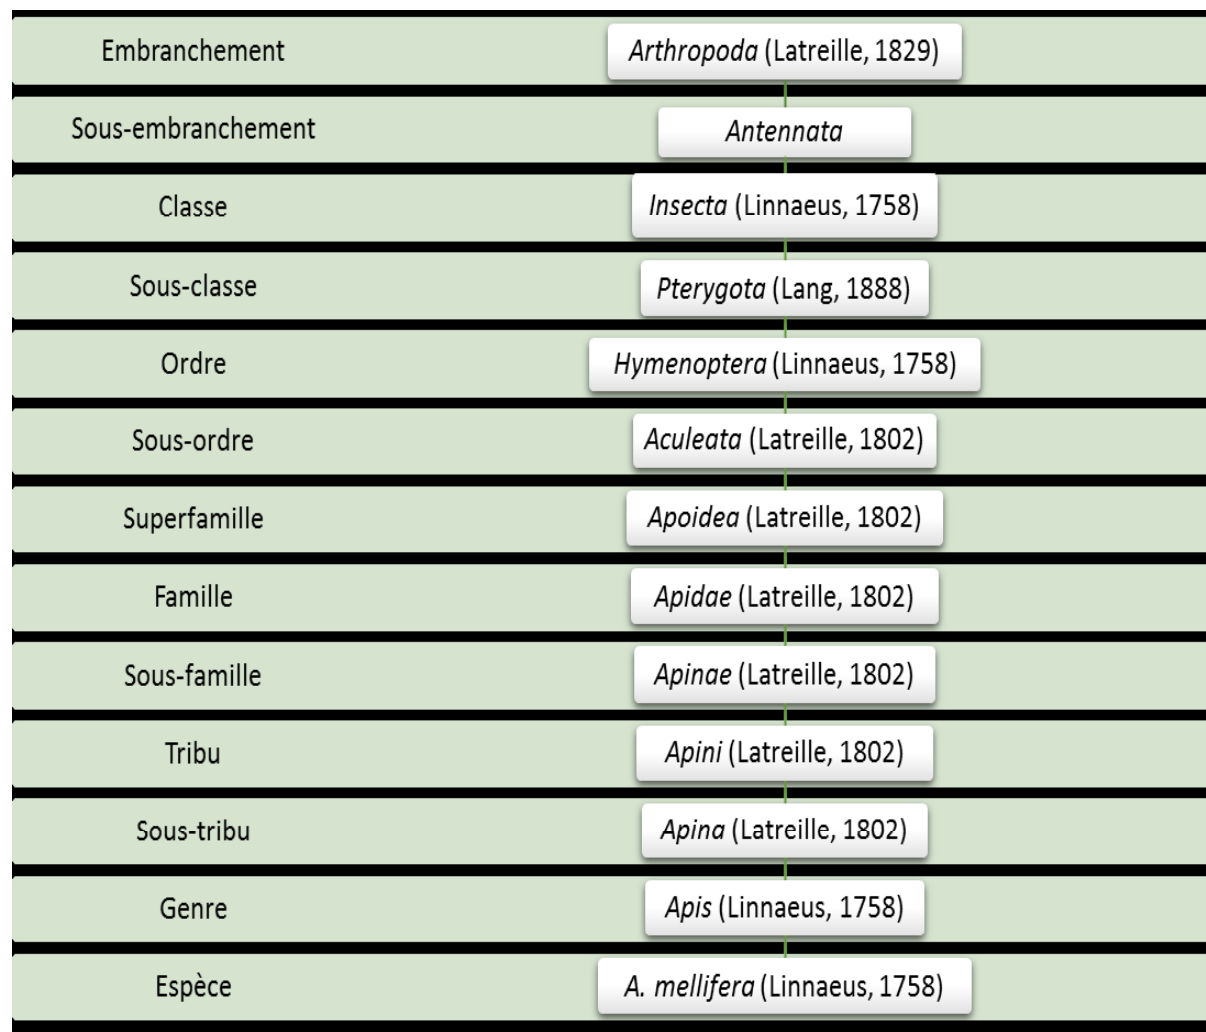 Embranchement Arthropoda (Latreille, 1829)
Sous-embranchement Antennata
Classe Insecta (Linnaeus, 1758)
Sous-classe Pterygota (Lang, 1888)
Ordre Hymenoptera (Linnaeus, 1758)
Sous-ordre Aculeata (Latreille, 1802)
Superfamille Apoidea (Latreille, 1802)
Famille Apidae (Latreille, 1802)
Sous-famille Apinae (Latreille, 1802)
Tribu Apini (Latreille, 1802)
Sous-tribu Apina (Latreille, 1802)
Genre Apis (Linnaeus, 1758)
Espèce A. mellifera (Linnaeus, 1758)